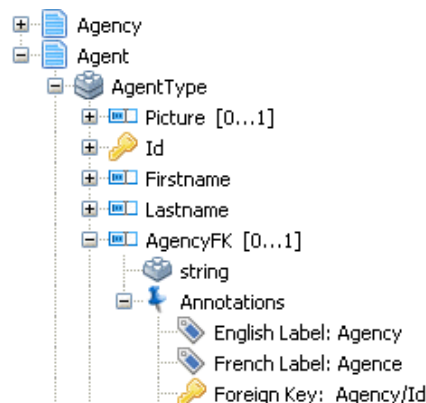 Agency
Agent
AgentType
Picture [0...1]
Id
Firstname
Lastname
AgencyFK [0...1]
string
Annotations
English Label: Agency
French Label: Agence
Foreign Key: Agency/Id